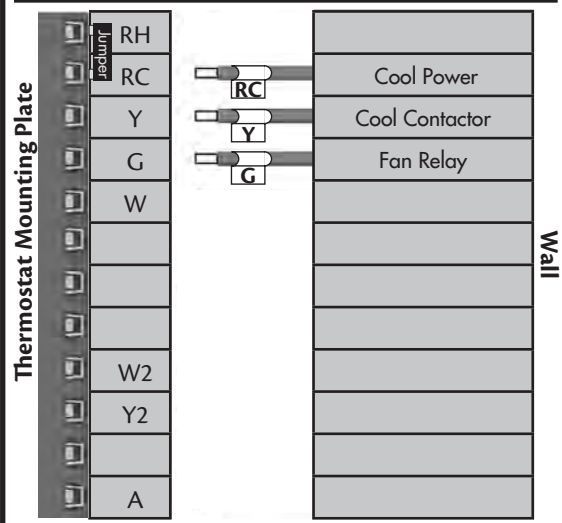 Thermostat Mounting Plate
Jumper
RH
RC
Y
G
W
W2
Y2
A
RC
Y
G
Cool Power
Cool Contactor
Fan Relay
Wall